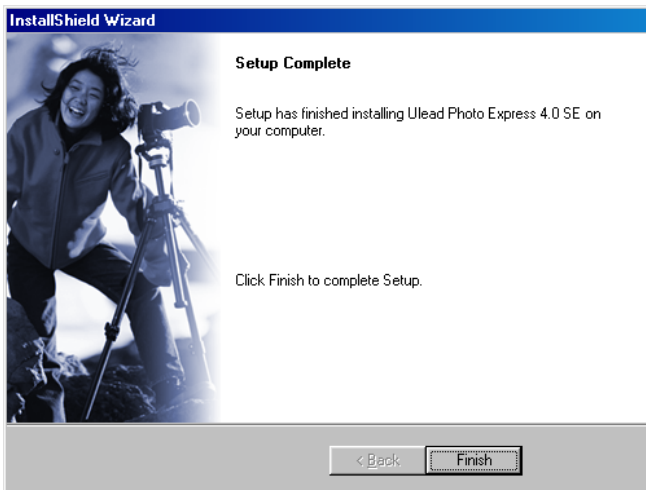 InstallShield Wizard
Setup Complete
Setup has finished installing Ulead Photo Express 4.0 SE on
your computer.
Click Finish to complete Setup.
< Back
Finish